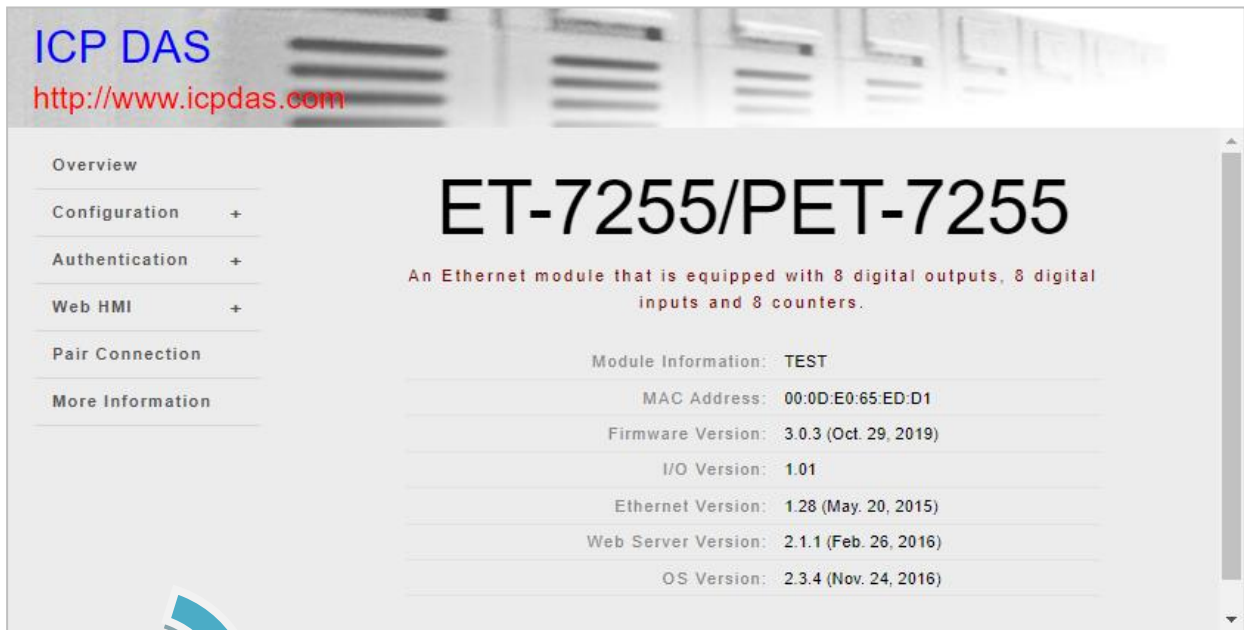 ICP DAS
http://www.icpdas.com
Overview
Configuration +
Authentication +
Web HMI +
Pair Connection
More Information
ET-7255/PET-7255
An Ethernet module that is equipped with 8 digital outputs, 8 digital
inputs and 8 counters.
Module Information: TEST
MAC Address: 00:0D:E0:65:ED:D1
Firmware Version: 3.0.3 (Oct. 29, 2019)
I/O Version: 1.01
Ethernet Version: 1.28 (May. 20, 2015)
Web Server Version: 2.1.1 (Feb. 26, 2016)
OS Version: 2.3.4 (Nov. 24, 2016)